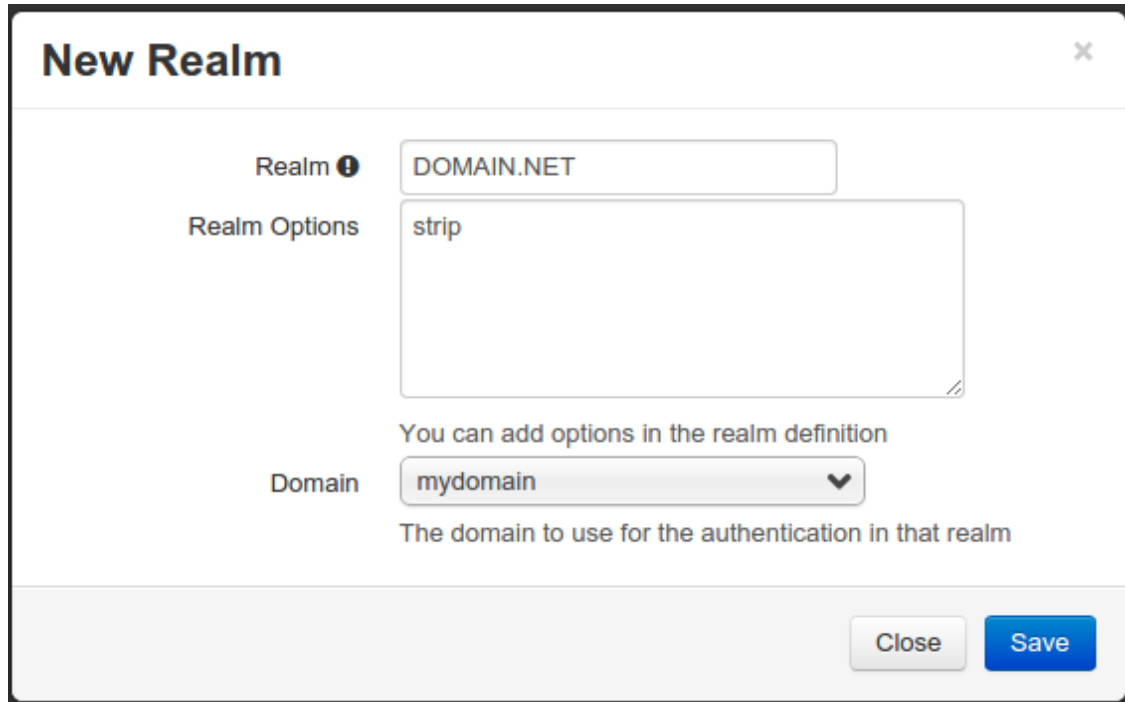 New Realm ×
Realm DOMAIN.NET
Realm Options strip
You can add options in the realm definition
Domain mydomain
The domain to use for the authentication in that realm
Close Save